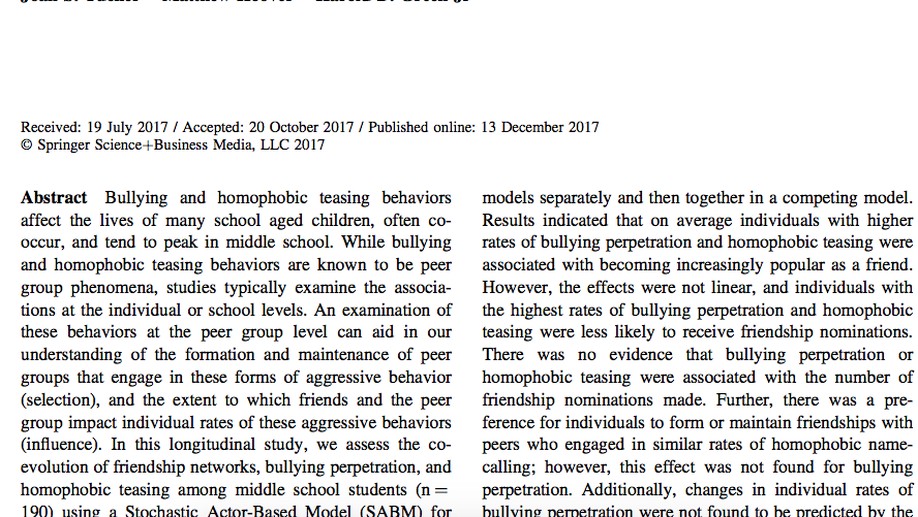 Received: 19 July 2017 / Accepted: 20 October 2017 / Published online: 13 December 2017
© Springer Science+Business Media, LLC 2017
Abstract Bullying and homophobic teasing behaviors
affect the lives of many school aged children, often co-
occur, and tend to peak in middle school. While bullying
and homophobic teasing behaviors are known to be peer
group phenomena, studies typically examine the associa-
tions at the individual or school levels. An examination of
these behaviors at the peer group level can aid in our
understanding of the formation and maintenance of peer
groups that engage in these forms of aggressive behavior
(selection), and the extent to which friends and the peer
group impact individual rates of these aggressive behaviors
(influence). In this longitudinal study, we assess the co-
evolution of friendship networks, bullying perpetration, and
homophobic teasing among middle school students (n =
190) using a Stochastic Actor-Based Model (SABM) for
models separately and then together in a competing model.
Results indicated that on average individuals with higher
rates of bullying perpetration and homophobic teasing were
associated with becoming increasingly popular as a friend.
However, the effects were not linear, and individuals with
the highest rates of bullying perpetration and homophobic
teasing were less likely to receive friendship nominations.
There was no evidence that bullying perpetration or
homophobic teasing were associated with the number of
friendship nominations made. Further, there was a pre-
ference for individuals to form or maintain friendships with
peers who engaged in similar rates of homophobic name-
calling; however, this effect was not found for bullying
perpetration. Additionally, changes in individual rates of
bullying perpetration were not found to be predicted by the